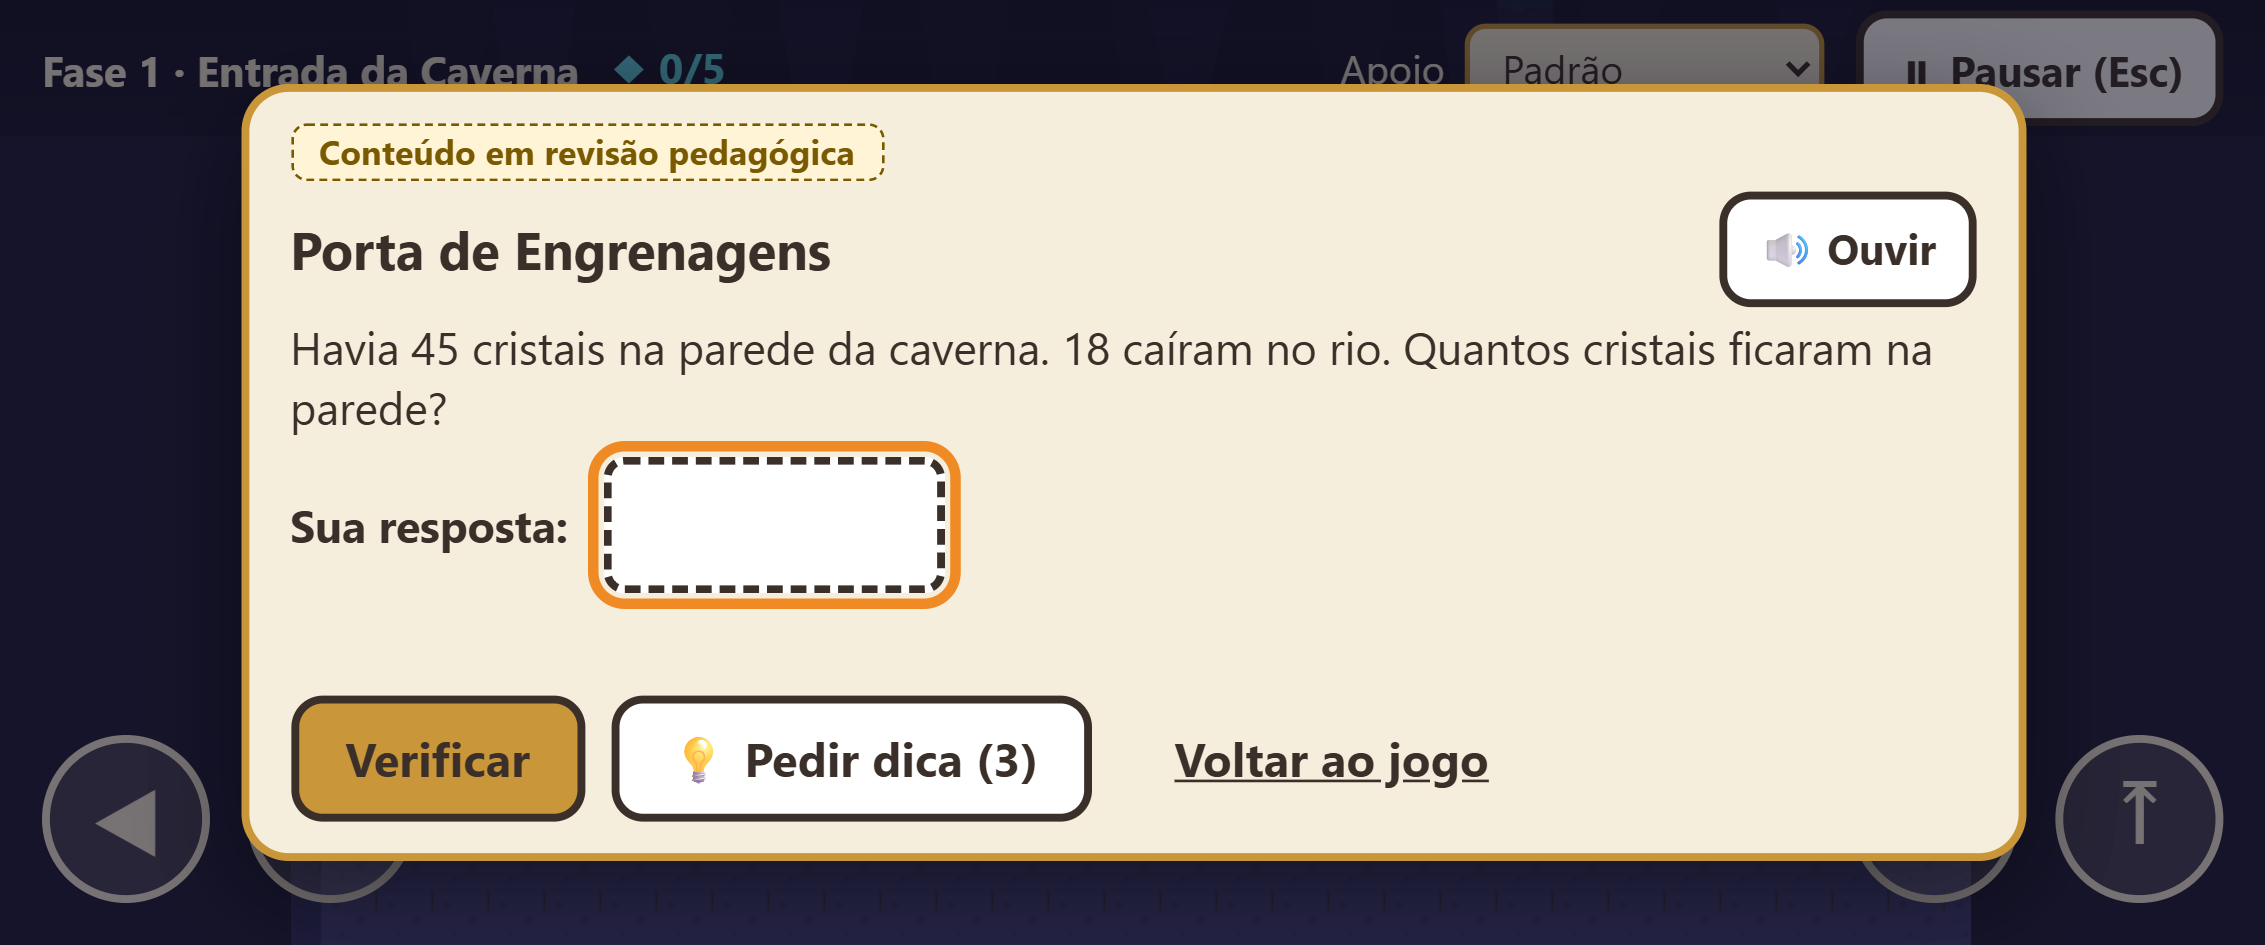 Fase 1 · Entrada da Caverna
0/5
Apoio
Padrão
Pausar (Esc)
Conteúdo em revisão pedagógica
Porta de Engrenagens
Ouvir
Havia 45 cristais na parede da caverna. 18 caíram no rio. Quantos cristais ficaram na
parede?
Sua resposta:
Verificar
Pedir dica (3)
Voltar ao jogo